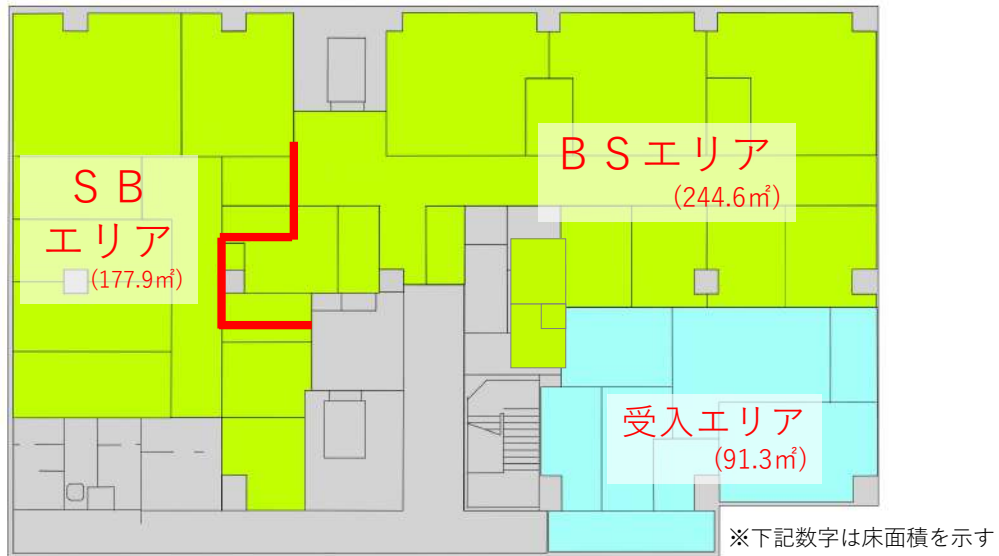 ＳＢ
エリア
(177.9㎡)
ＢＳエリア
(244.6㎡)
受入エリア
(91.3㎡)
※下記数字は床面積を示す